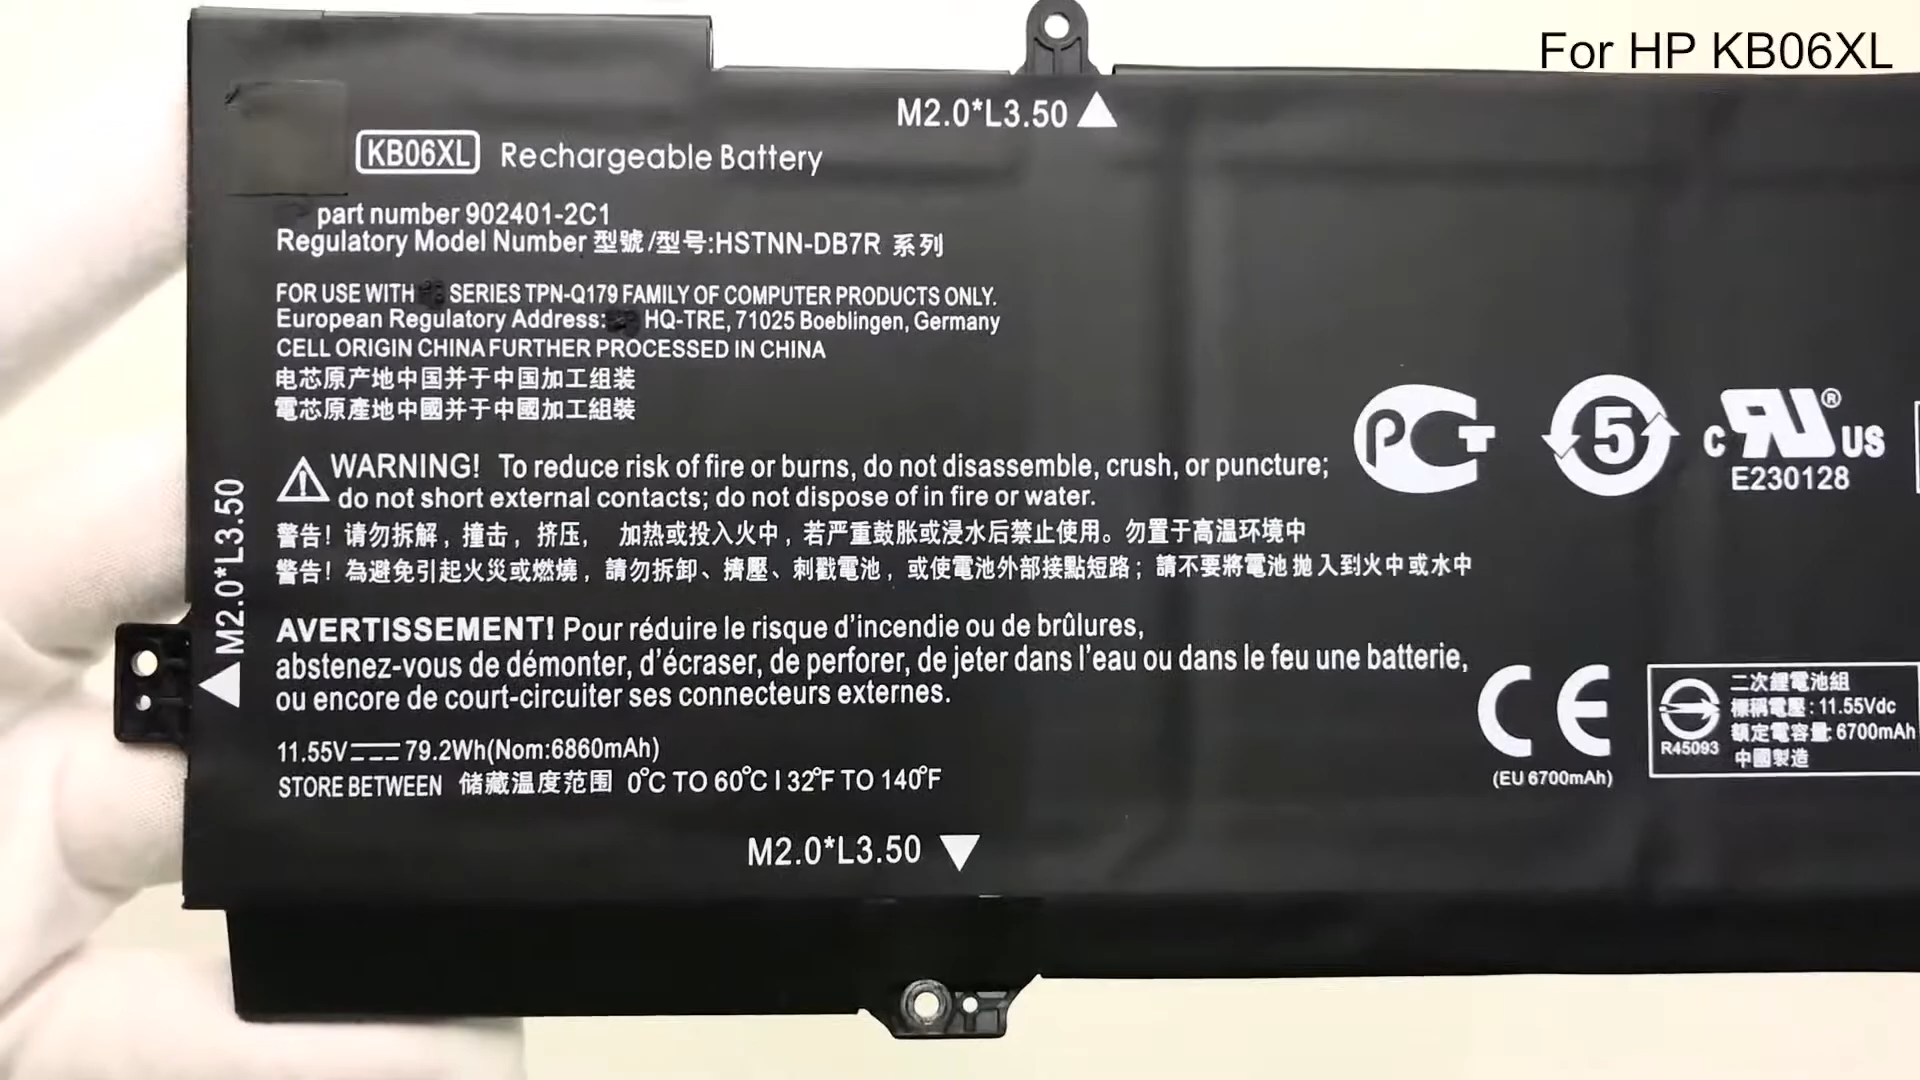 For HP KB06XL
M2.0*L3.50
KB06XL Rechargeable Battery
part number 902401-2C1
Regulatory Model Number 型號/型号:HSTNN-DB7R 系列
FOR USE WITH SERIES TPN-Q179 FAMILY OF COMPUTER PRODUCTS ONLY.
European Regulatory Address: HQ-TRE, 71025 Boeblingen, Germany
CELL ORIGIN CHINA FURTHER PROCESSED IN CHINA
电芯原产地中国并于中国加工组装
電芯原產地中國并于中國加工組裝
WARNING! To reduce risk of fire or burns, do not disassemble, crush, or puncture;
do not short external contacts; do not dispose of in fire or water.
警告！请勿拆解，撞击，挤压， 加热或投入火中，若严重鼓胀或浸水后禁止使用。勿置于高温环境中
警告！為避免引起火災或燃燒，請勿拆卸、擠壓、刺戳電池，或使電池外部接點短路；請不要將電池拋入到火中或水中
PCT
5
c RU ® US
E230128
M2.0*L3.50
AVERTISSEMENT! Pour réduire le risque d'incendie ou de brûlures,
abstenez-vous de démonter, d'écraser, de perforer, de jeter dans l'eau ou dans le feu une batterie,
ou encore de court-circuiter ses connecteurs externes.
11.55V 79.2Wh(Nom:6860mAh)
STORE BETWEEN 储藏温度范围 0°C TO 60°C I 32°F TO 140°F
CE
(EU 6700mAh)
R45093
二次鋰電池組
標稱電壓:11.55Vdc
額定電容量:6700mAh
中國製造
M2.0*L3.50